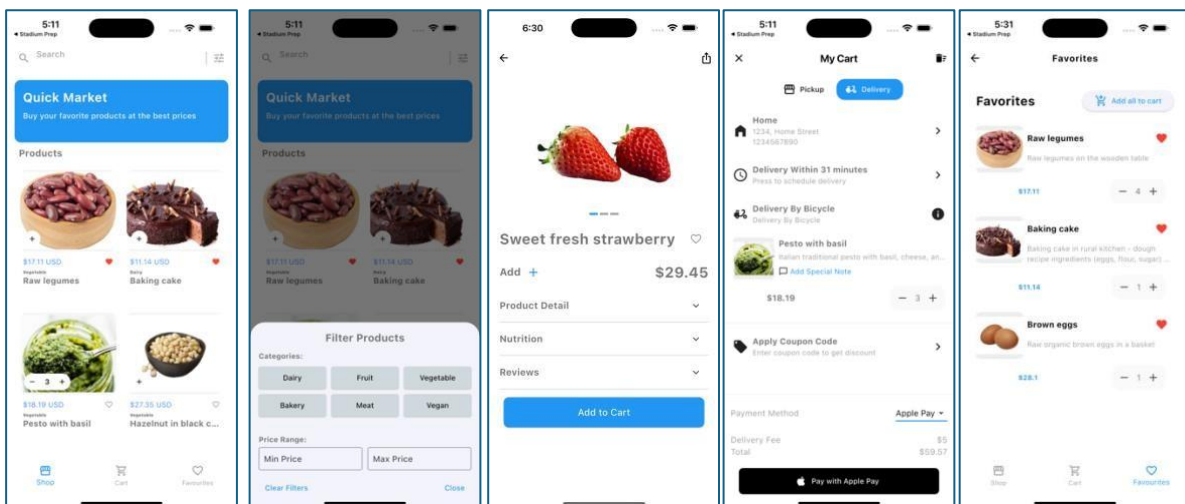 5:11
Stadium Prep
Search
Quick Market
Buy your favorite products at the best prices
Products
$17.11 USD
Vegetable
Raw legumes
$11.14 USD
Dairy
Baking cake
- 3 +
$18.19 USD
Vegetable
Pesto with basil
$27.35 USD
Vegetable
Hazelnut in black c...
Shop
Cart
Favourites
5:11
Stadium Prep
Search
Quick Market
Buy your favorite products at the best prices
Products
$17.11 USD
Vegetable
Raw legumes
$11.14 USD
Dairy
Baking cake
Filter Products
Categories:
Dairy
Fruit
Vegetable
Bakery
Meat
Vegan
Price Range:
Min Price
Max Price
Clear Filters
Close
6:30
Sweet fresh strawberry
Add +
$29.45
Product Detail
Nutrition
Reviews
Add to Cart
5:11
Stadium Prep
My Cart
Pickup
Delivery
Home
1234, Home Street
1234567890
Delivery Within 31 minutes
Press to schedule delivery
Delivery By Bicycle
Delivery By Bicycle
Pesto with basil
Italian traditional pesto with basil, cheese, an...
Add Special Note
$18.19
- 3 +
Apply Coupon Code
Enter coupon code to get discount
Payment Method
Apple Pay
Delivery Fee
$5
Total
$59.57
Pay with Apple Pay
5:31
Stadium Prep
Favorites
Favorites
Add all to cart
Raw legumes
Raw legumes on the wooden table
$17.11
- 4 +
Baking cake
Baking cake in rural kitchen - dough
recipe ingredients (eggs, flour, sugar) ...
$11.14
- 1 +
Brown eggs
Raw organic brown eggs in a basket
$28.1
- 1 +
Shop
Cart
Favourites